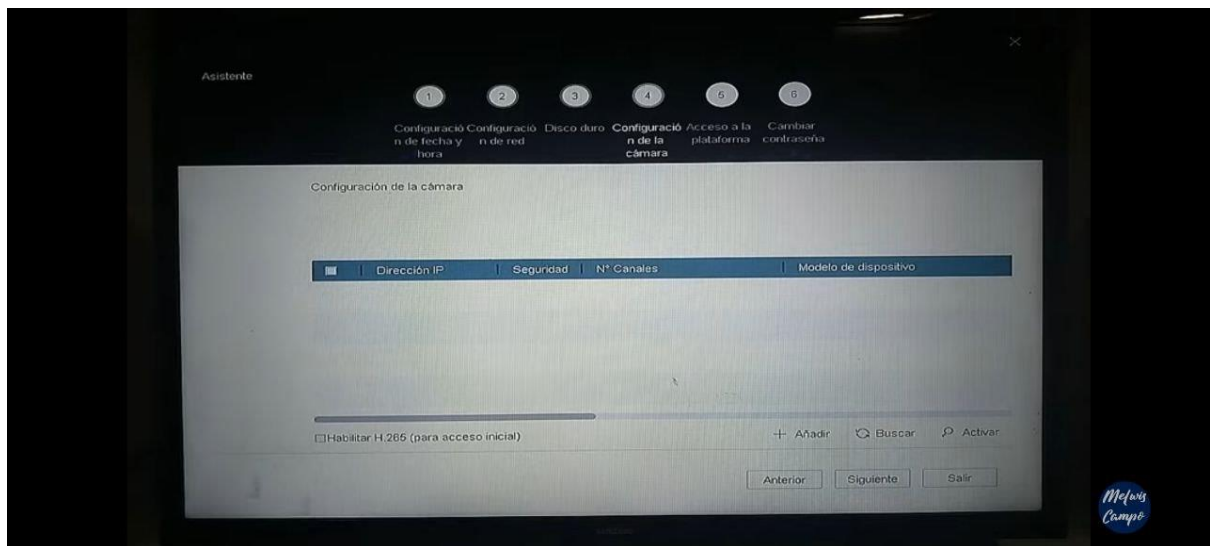 Asistente
1 2 3 4 5 6
Configuració Configuració Disco duro Configuració Acceso a la Cambiar
n de fecha y n de red n de la plataforma contraseña
hora cámara
Configuración de la cámara
Dirección IP Seguridad N° Canales Modelo de dispositivo
Habilitar H.265 (para acceso inicial) + Añadir Buscar Activar
Anterior Siguiente Salir
Melwis
Campo